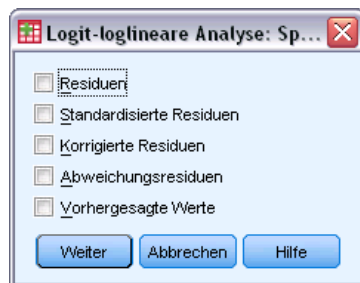 Logit-loglineare Analyse: Sp...
Residuen
Standardisierte Residuen
Korrigierte Residuen
Abweichungsresiduen
Vorhergesagte Werte
Weiter Abbrechen Hilfe